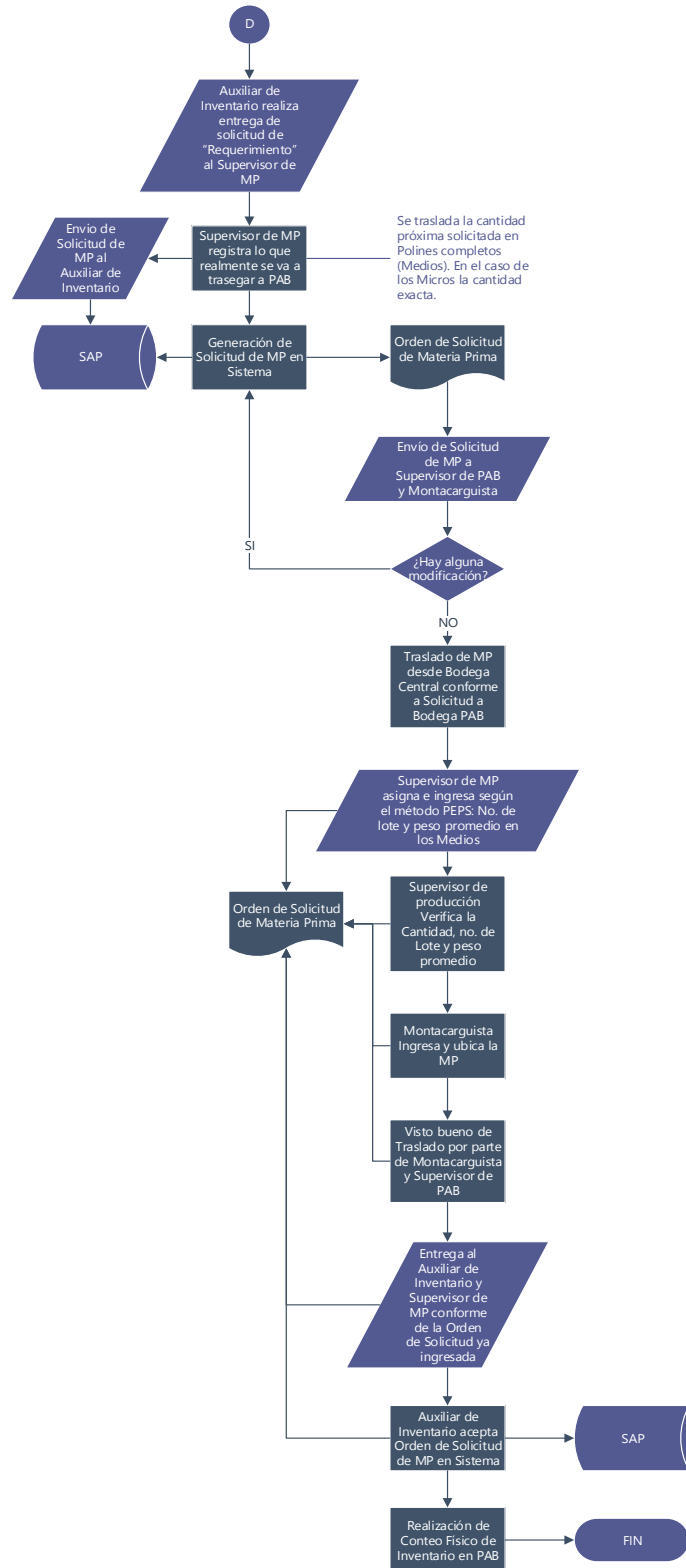 D
Auxiliar de
Inventario realiza
entrega de
solicitud de
“Requerimiento”
al Supervisor de
MP
Envio de
Solicitud de
MP al
Auxiliar de
Inventario
Supervisor de MP
registra lo que
realmente se va a
trasegar a PAB
Se traslada la cantidad
próxima solicitada en
Polines completos
(Medios). En el caso de
los Micros la cantidad
exacta.
SAP
Generación de
Solicitud de MP en
Sistema
Orden de Solicitud
de Materia Prima
Envío de Solicitud
de MP a
Supervisor de PAB
y Montacarguista
SI
¿Hay alguna
modificación?
NO
Traslado de MP
desde Bodega
Central conforme
a Solicitud a
Bodega PAB
Supervisor de MP
asigna e ingresa según
el método PEPS: No. de
lote y peso promedio en
los Medios
Orden de Solicitud
de Materia Prima
Supervisor de
producción
Verifica la
Cantidad, no. de
Lote y peso
promedio
Montacarguista
Ingresa y ubica la
MP
Visto bueno de
Traslado por parte
de Montacarguista
y Supervisor de
PAB
Entrega al
Auxiliar de
Inventario y
Supervisor de
MP conforme
de la Orden
de Solicitud ya
ingresada
Auxiliar de
Inventario acepta
Orden de Solicitud
de MP en Sistema
SAP
Realización de
Conteo Físico de
Inventario en PAB
FIN